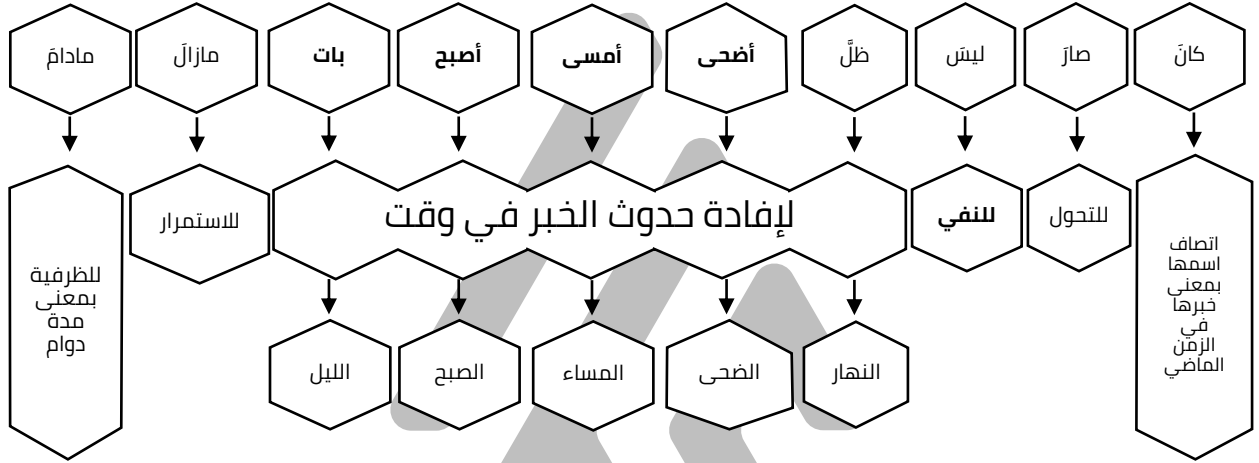 كانَ
صارَ
ليسَ
ظلَّ
أضحى
أمسى
أصبح
بات
مازالَ
مادامَ
اتصاف
اسمها
بمعنى
خبرها
في
الزمن
الماضي
للتحول
للنفي
لإفادة حدوث الخبر في وقت
للاستمرار
للظرفية
بمعنى
مدة
دوام
النهار
الضحى
المساء
الصبح
الليل